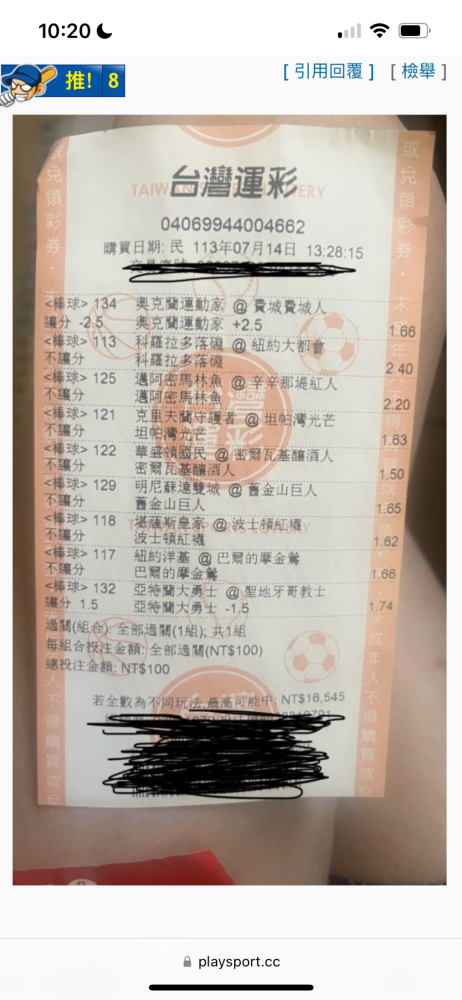 10:20
推! 8
[ 引用回覆 ] [ 檢舉 ]
台灣運彩
TAIWAN SPORTS LOTTERY
04069944004662
購買日期: 民 113年07月14日 13:28:15
<棒球> 134 奧克蘭運動家 @ 費城費城人
讓分 -2.5 奧克蘭運動家 +2.5 1.66
<棒球> 113 科羅拉多落磯 @ 紐約大都會
不讓分 科羅拉多落磯 2.40
<棒球> 125 邁阿密馬林魚 @ 辛辛那堤紅人
不讓分 邁阿密馬林魚 2.20
<棒球> 121 克里夫蘭守護者 @ 坦帕灣光芒
不讓分 坦帕灣光芒 1.63
<棒球> 122 華盛頓國民 @ 密爾瓦基釀酒人
不讓分 密爾瓦基釀酒人 1.50
<棒球> 129 明尼蘇達雙城 @ 舊金山巨人
不讓分 舊金山巨人 1.65
<棒球> 118 堪薩斯皇家 @ 波士頓紅襪
不讓分 波士頓紅襪 1.62
<棒球> 117 紐約洋基 @ 巴爾的摩金鶯
不讓分 巴爾的摩金鶯 1.66
<棒球> 132 亞特蘭大勇士 @ 聖地牙哥教士
讓分 1.5 亞特蘭大勇士 -1.5 1.74
過關(組合): 全部過關(1組); 共1組
每組合投注金額: 全部過關(NT$100)
總投注金額: NT$100
若全數為不同玩法,最高可能中: NT$16,545
playsport.cc